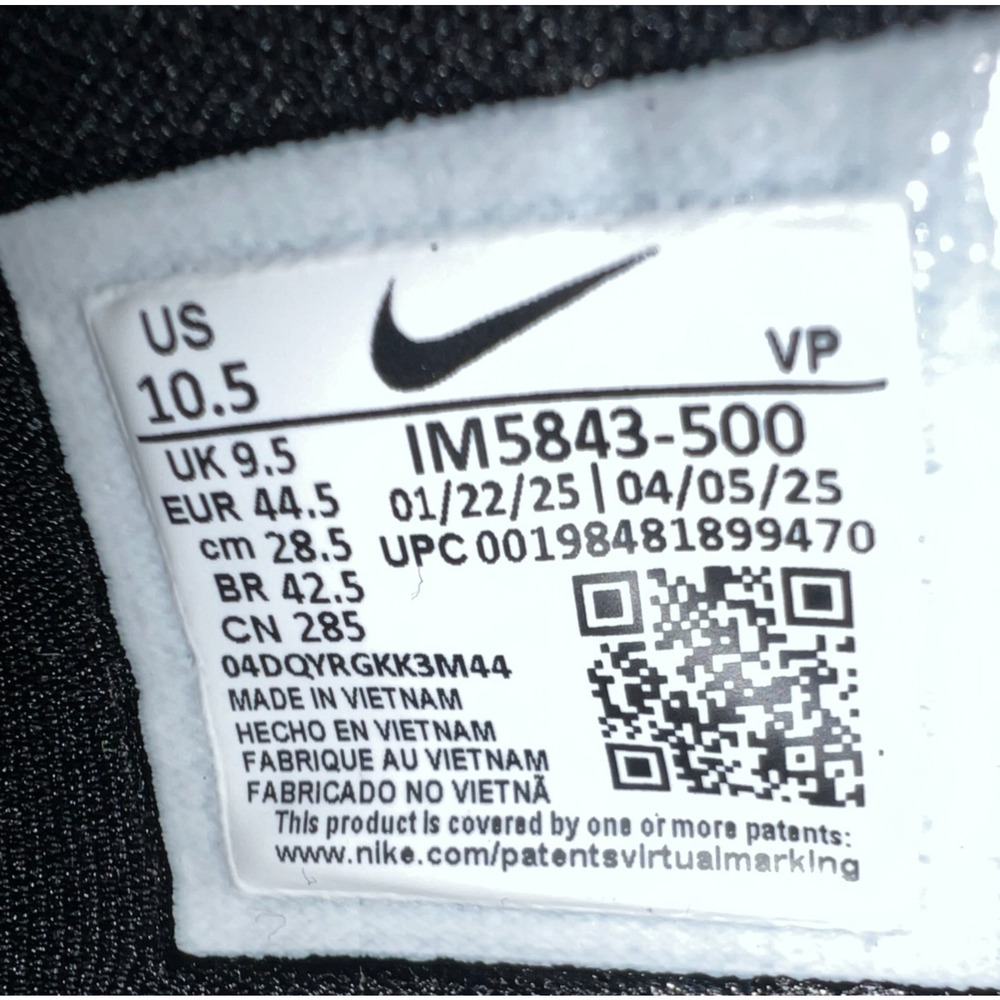 US
10.5
VP
UK 9.5
EUR 44.5
cm 28.5
BR 42.5
CN 285
IM5843-500
01/22/25 | 04/05/25
UPC 00198481899470
04DQYRGKK3M44
MADE IN VIETNAM
HECHO EN VIETNAM
FABRIQUE AU VIETNAM
FABRICADO NO VIETNÃ
This product is covered by one or more patents:
www.nike.com/patentsvirtualmarking